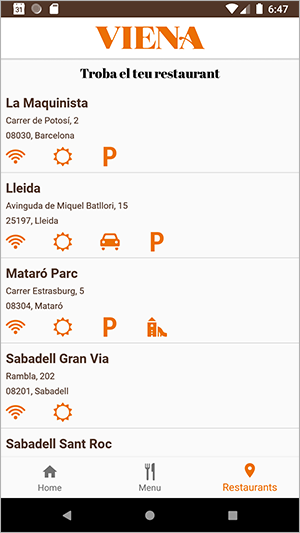 31
6:47
VIENA
Troba el teu restaurant
La Maquinista
Carrer de Potosí, 2
08030, Barcelona
P
Lleida
Avinguda de Miquel Batllori, 15
25197, Lleida
P
Mataró Parc
Carrer Estrasburg, 5
08304, Mataró
P
Sabadell Gran Via
Rambla, 202
08201, Sabadell
Sabadell Sant Roc
Home
Menu
Restaurants